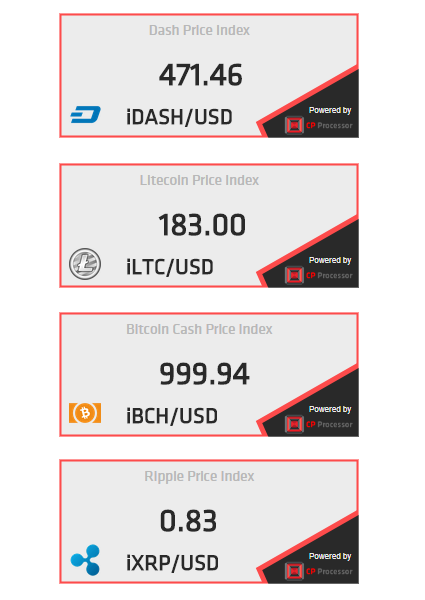 Dash Price Index
471.46
iDASH/USD
Powered by
CP Processor
Litecoin Price Index
183.00
iLTC/USD
Powered by
CP Processor
Bitcoin Cash Price Index
999.94
iBCH/USD
Powered by
CP Processor
Ripple Price Index
0.83
iXRP/USD
Powered by
CP Processor